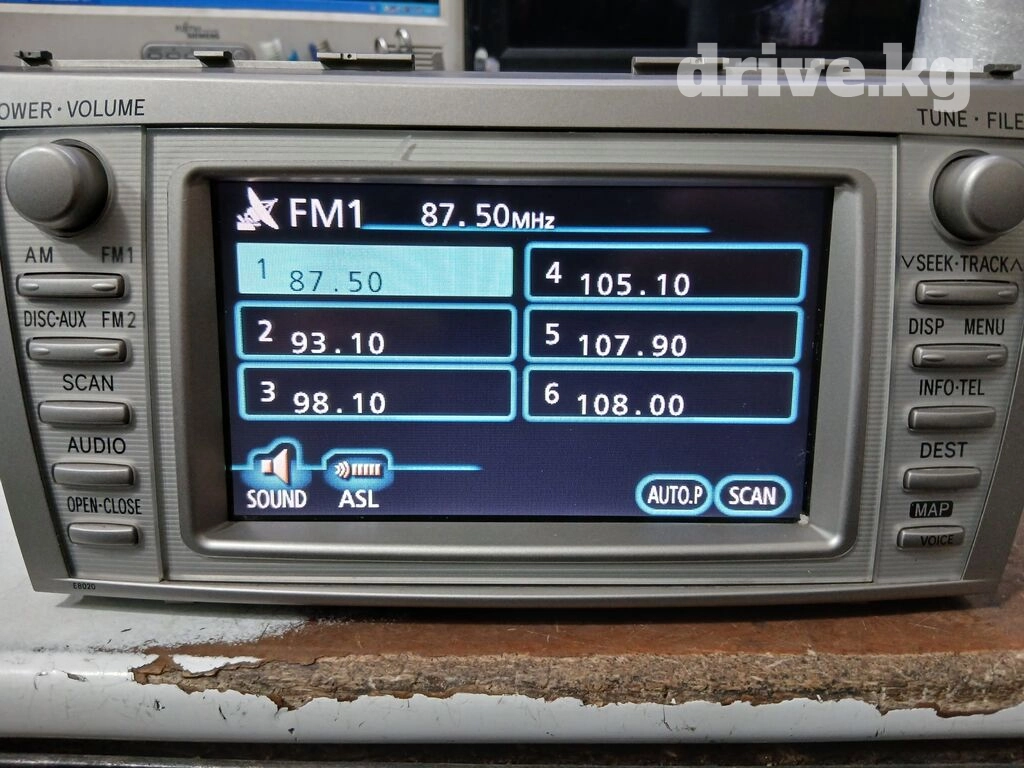 FUJITSU
SIEMENS
drive.kg
OWER · VOLUME
TUNE · FILE
AM FM1
DISC·AUX FM2
SCAN
AUDIO
OPEN·CLOSE
E8020
FM1 87.50MHz
1 87.50
2 93.10
3 98.10
4 105.10
5 107.90
6 108.00
SOUND
ASL
AUTO.P
SCAN
∨SEEK·TRACK∧
DISP MENU
INFO·TEL
DEST
MAP
VOICE